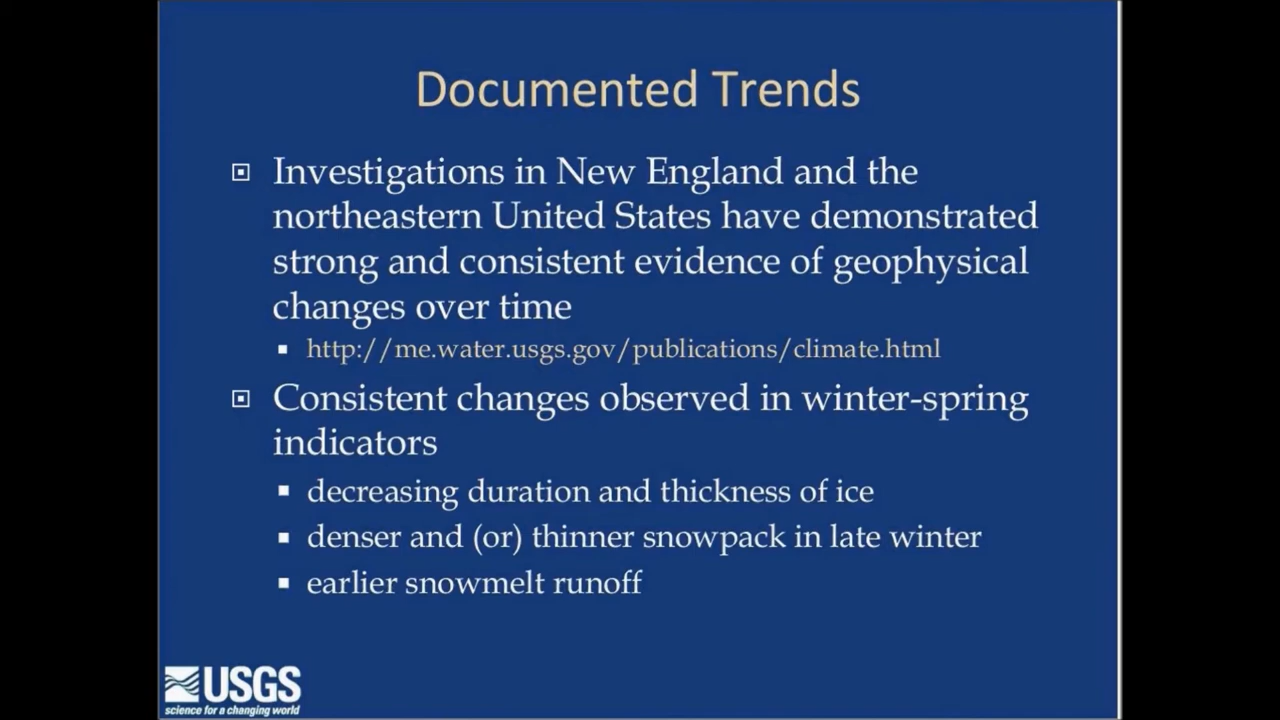 Documented Trends
Investigations in New England and the
northeastern United States have demonstrated
strong and consistent evidence of geophysical
changes over time
http://me.water.usgs.gov/publications/climate.html
Consistent changes observed in winter-spring
indicators
decreasing duration and thickness of ice
denser and (or) thinner snowpack in late winter
earlier snowmelt runoff
USGS
science for a changing world